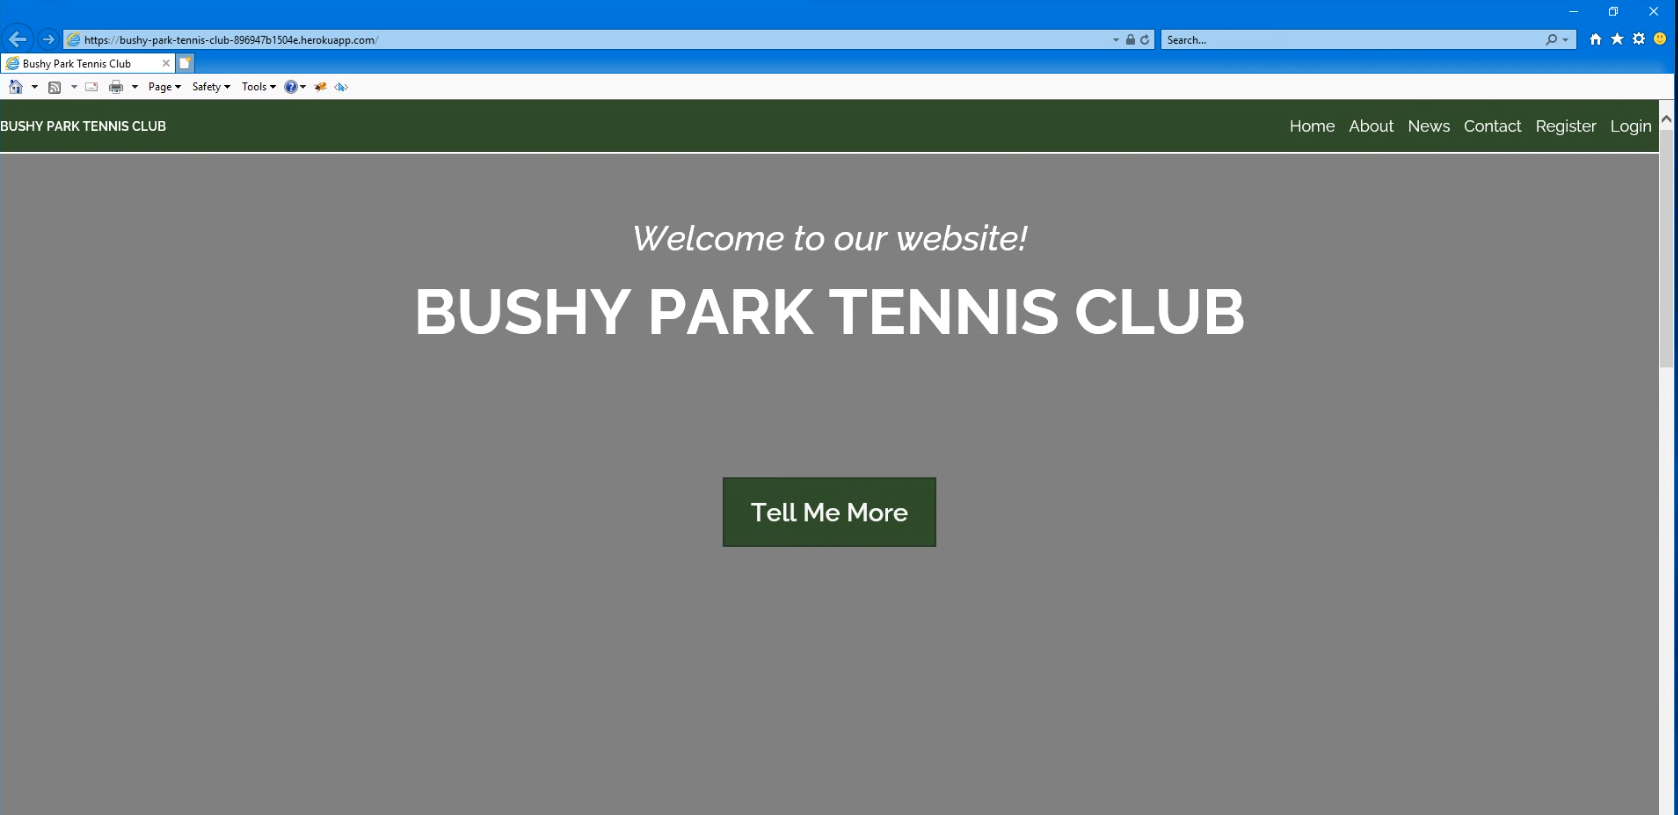 https://bushy-park-tennis-club-896947b1504e.herokuapp.com/
Search...
Bushy Park Tennis Club
Page Safety Tools
BUSHY PARK TENNIS CLUB
Home About News Contact Register Login
Welcome to our website!
BUSHY PARK TENNIS CLUB
Tell Me More